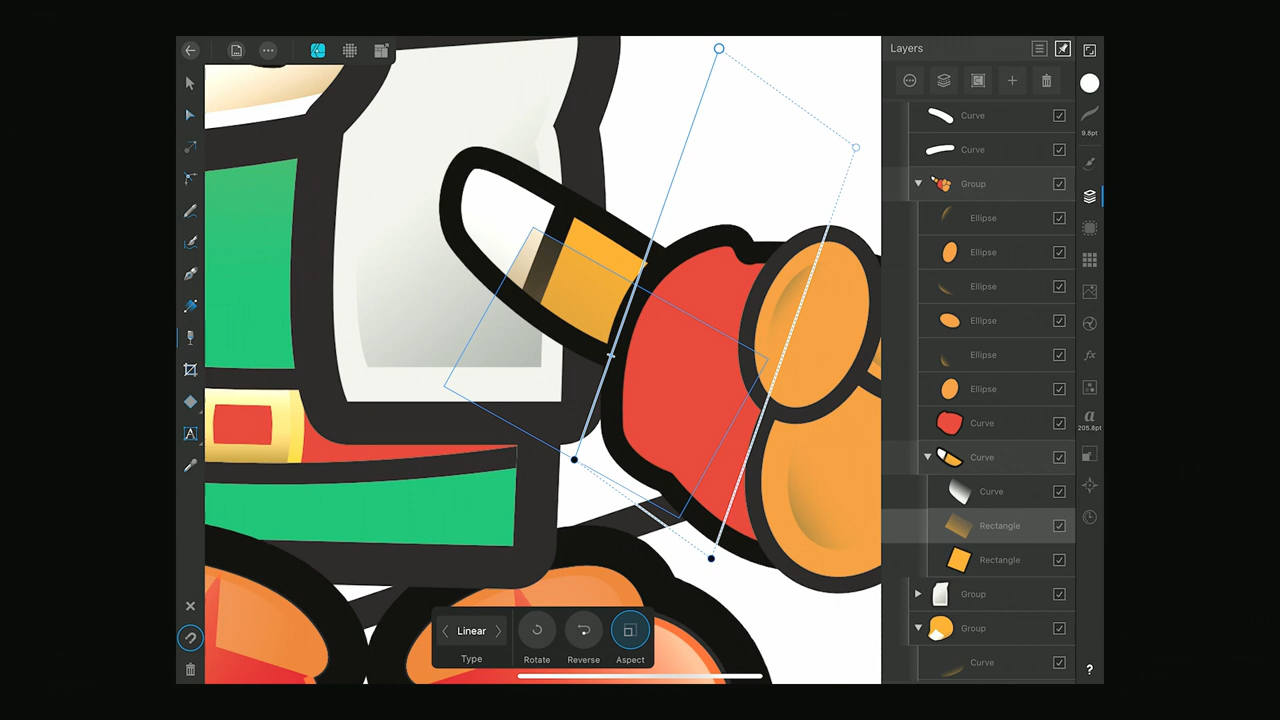 Layers
9.8pt
Curve
Curve
Group
Ellipse
Ellipse
Ellipse
Ellipse
Ellipse
Ellipse
Curve
Curve
Curve
Rectangle
Rectangle
Group
Group
Curve
fx
a
205.8pt
A
Linear
Type
Rotate
Reverse
Aspect
?